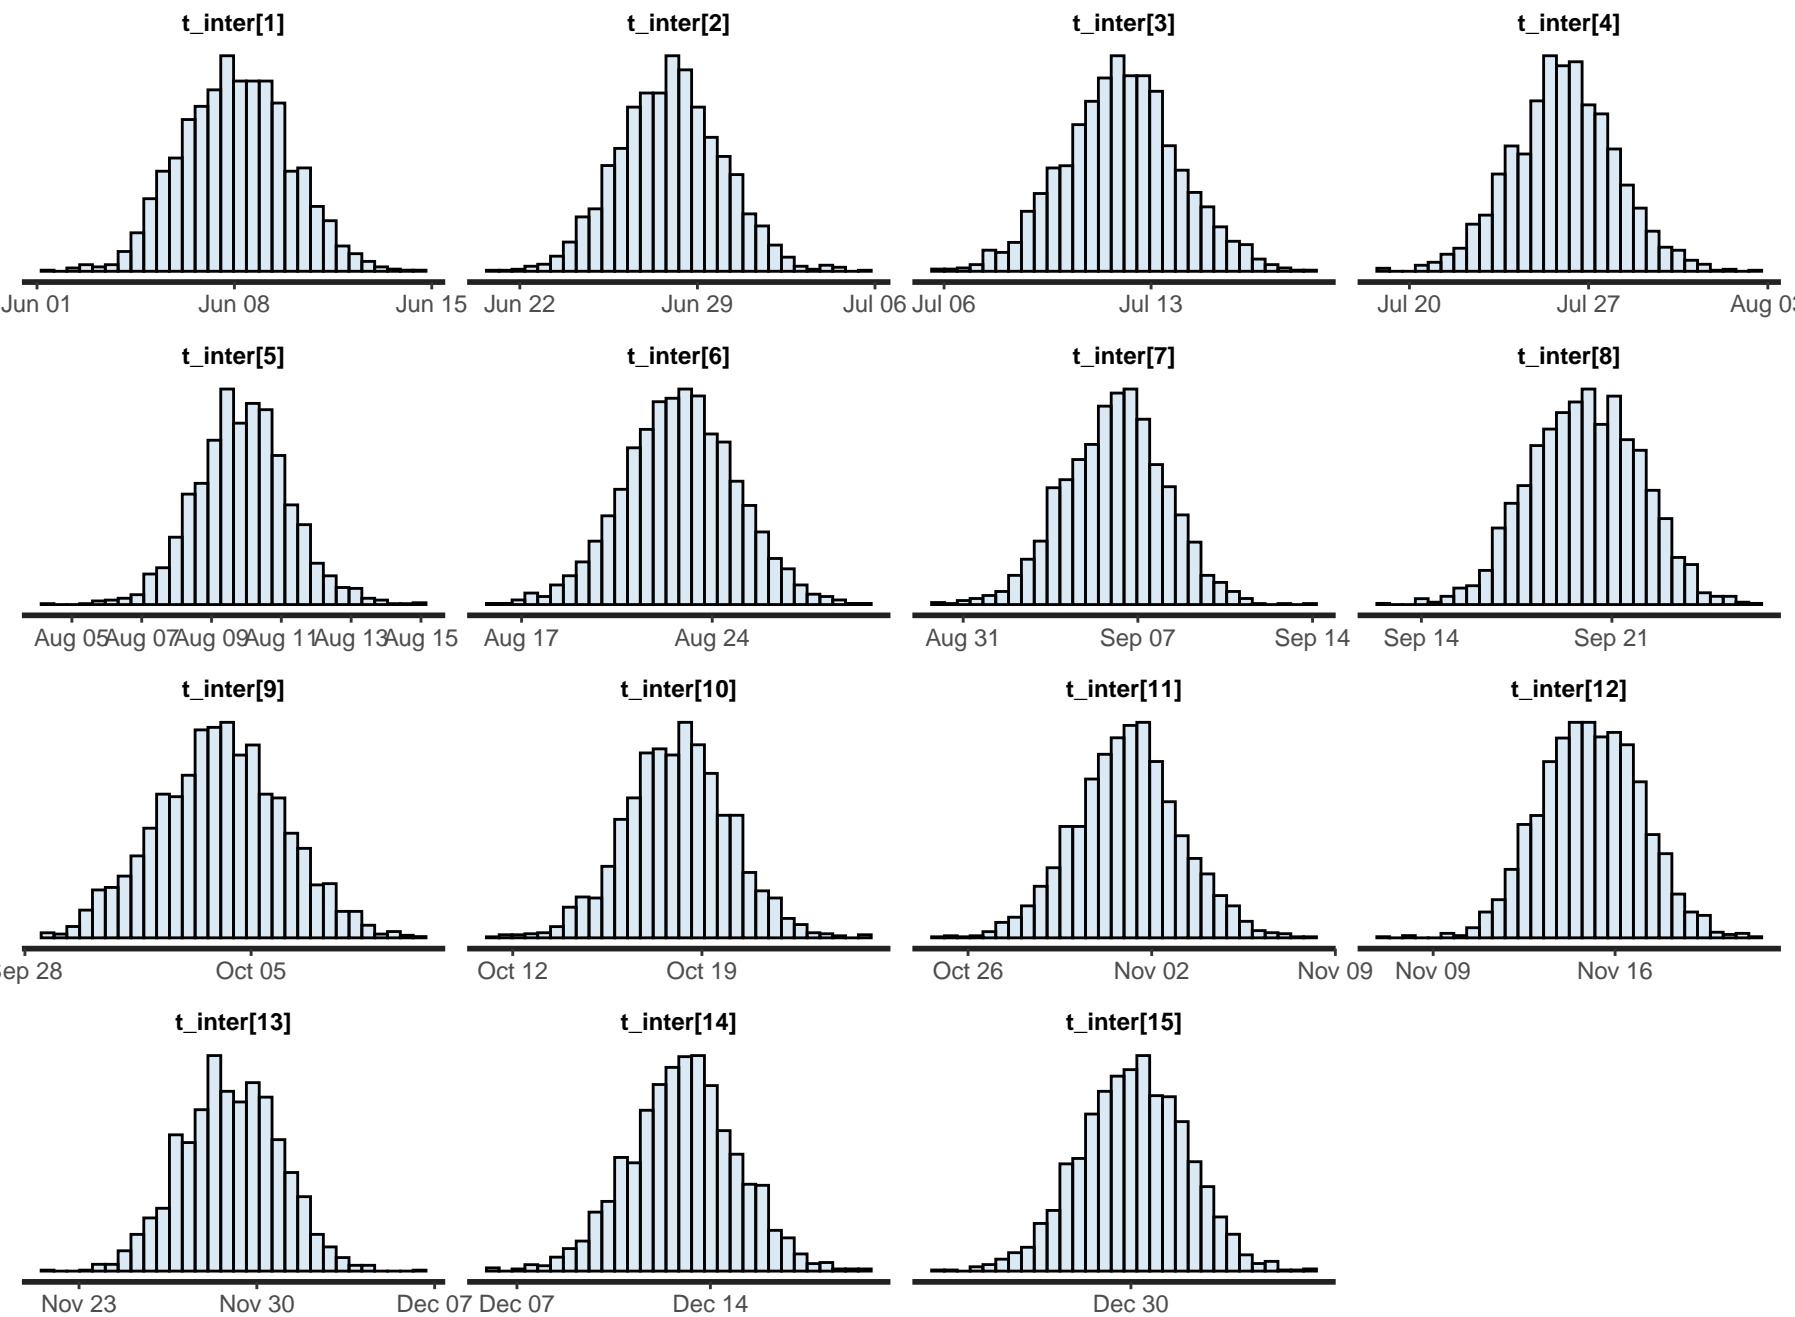 t_inter[1] t_inter[2] t_inter[3] t_inter[4]
Jun 01 Jun 08 Jun 15 Jun 22 Jun 29 Jul 06 Jul 06 Jul 13 Jul 20 Jul 27 Aug 03
t_inter[5] t_inter[6] t_inter[7] t_inter[8]
Aug 05 Aug 07 Aug 09 Aug 11 Aug 13 Aug 15 Aug 17 Aug 24 Aug 31 Sep 07 Sep 14 Sep 14 Sep 21
t_inter[9] t_inter[10] t_inter[11] t_inter[12]
Sep 28 Oct 05 Oct 12 Oct 19 Oct 26 Nov 02 Nov 09 Nov 09 Nov 16
t_inter[13] t_inter[14] t_inter[15]
Nov 23 Nov 30 Dec 07 Dec 07 Dec 14 Dec 30